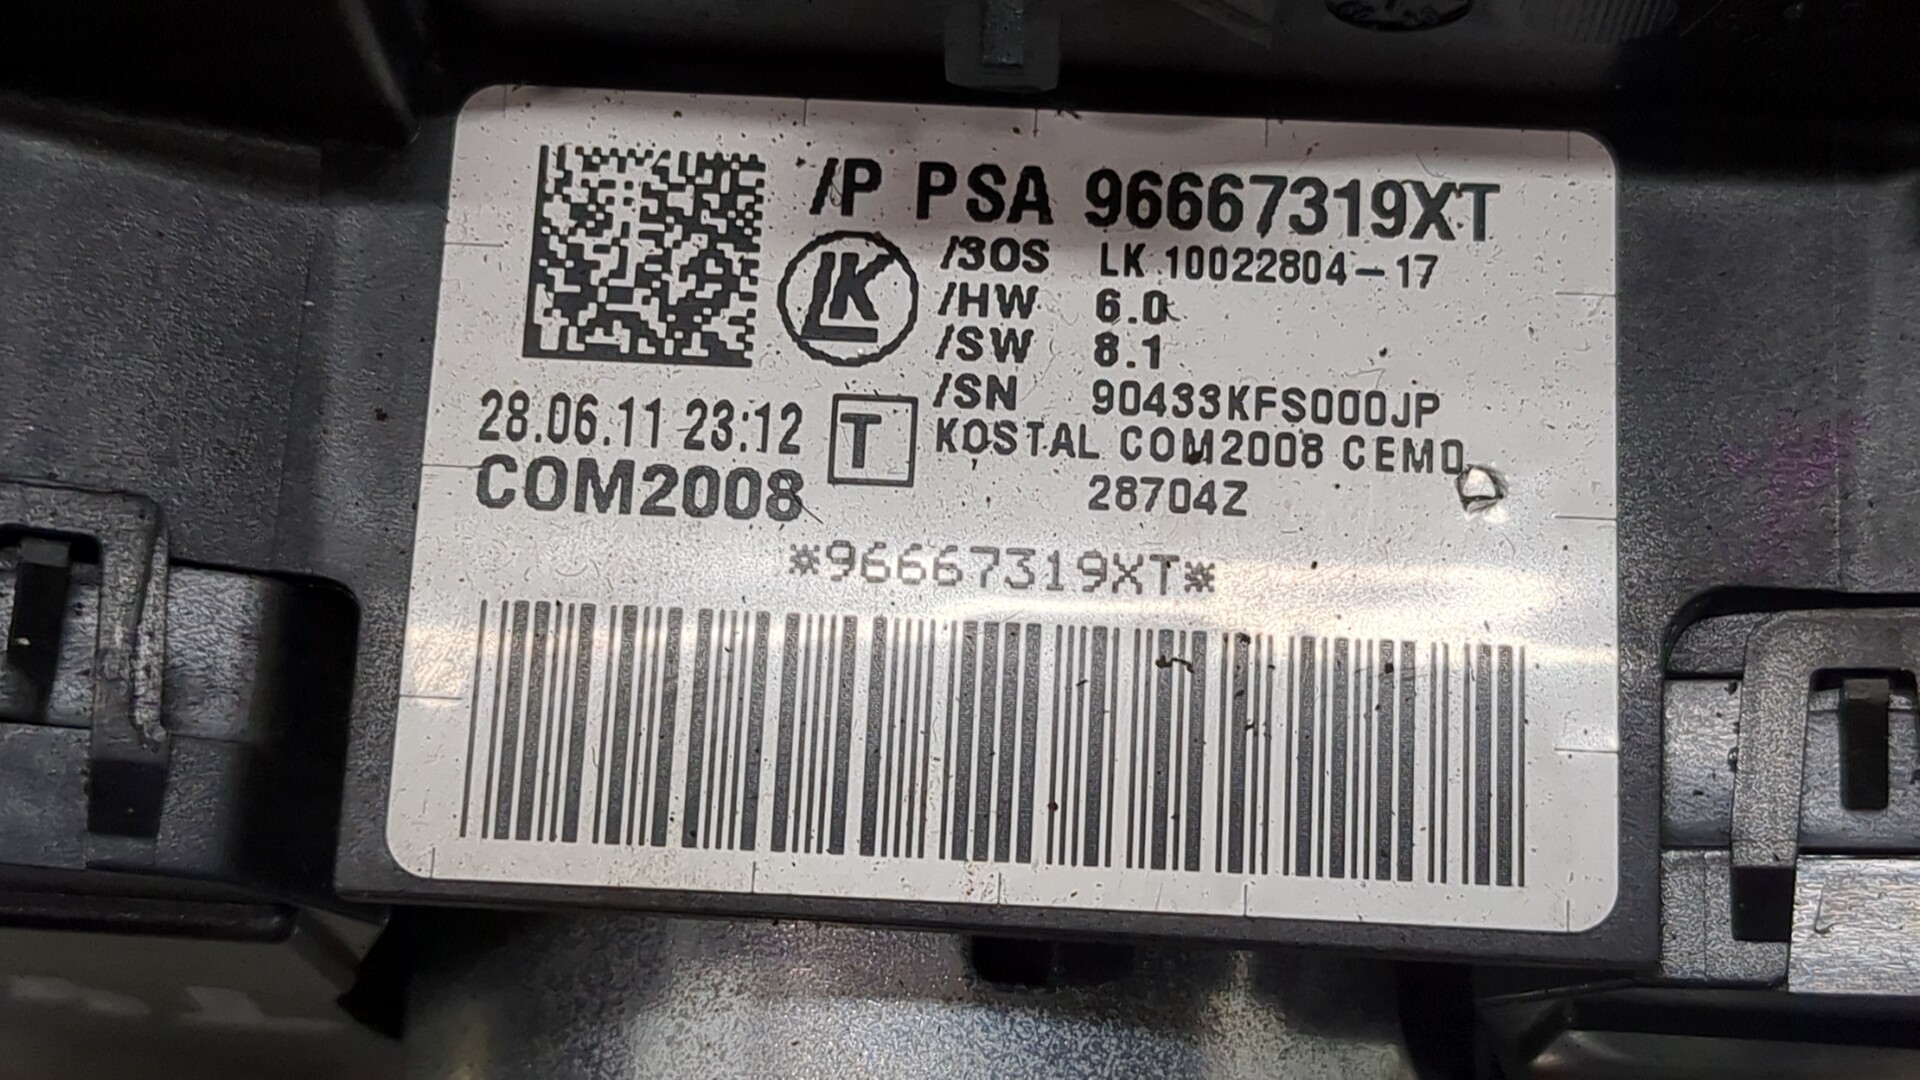 /P PSA 96667319XT
LK
/3OS LK 10022804-17
/HW 6.0
/SW 8.1
/SN 90433KFS000JP
28.06.11 23:12
T
KOSTAL COM2008 CEM0
COM2008
28704Z
*96667319XT*